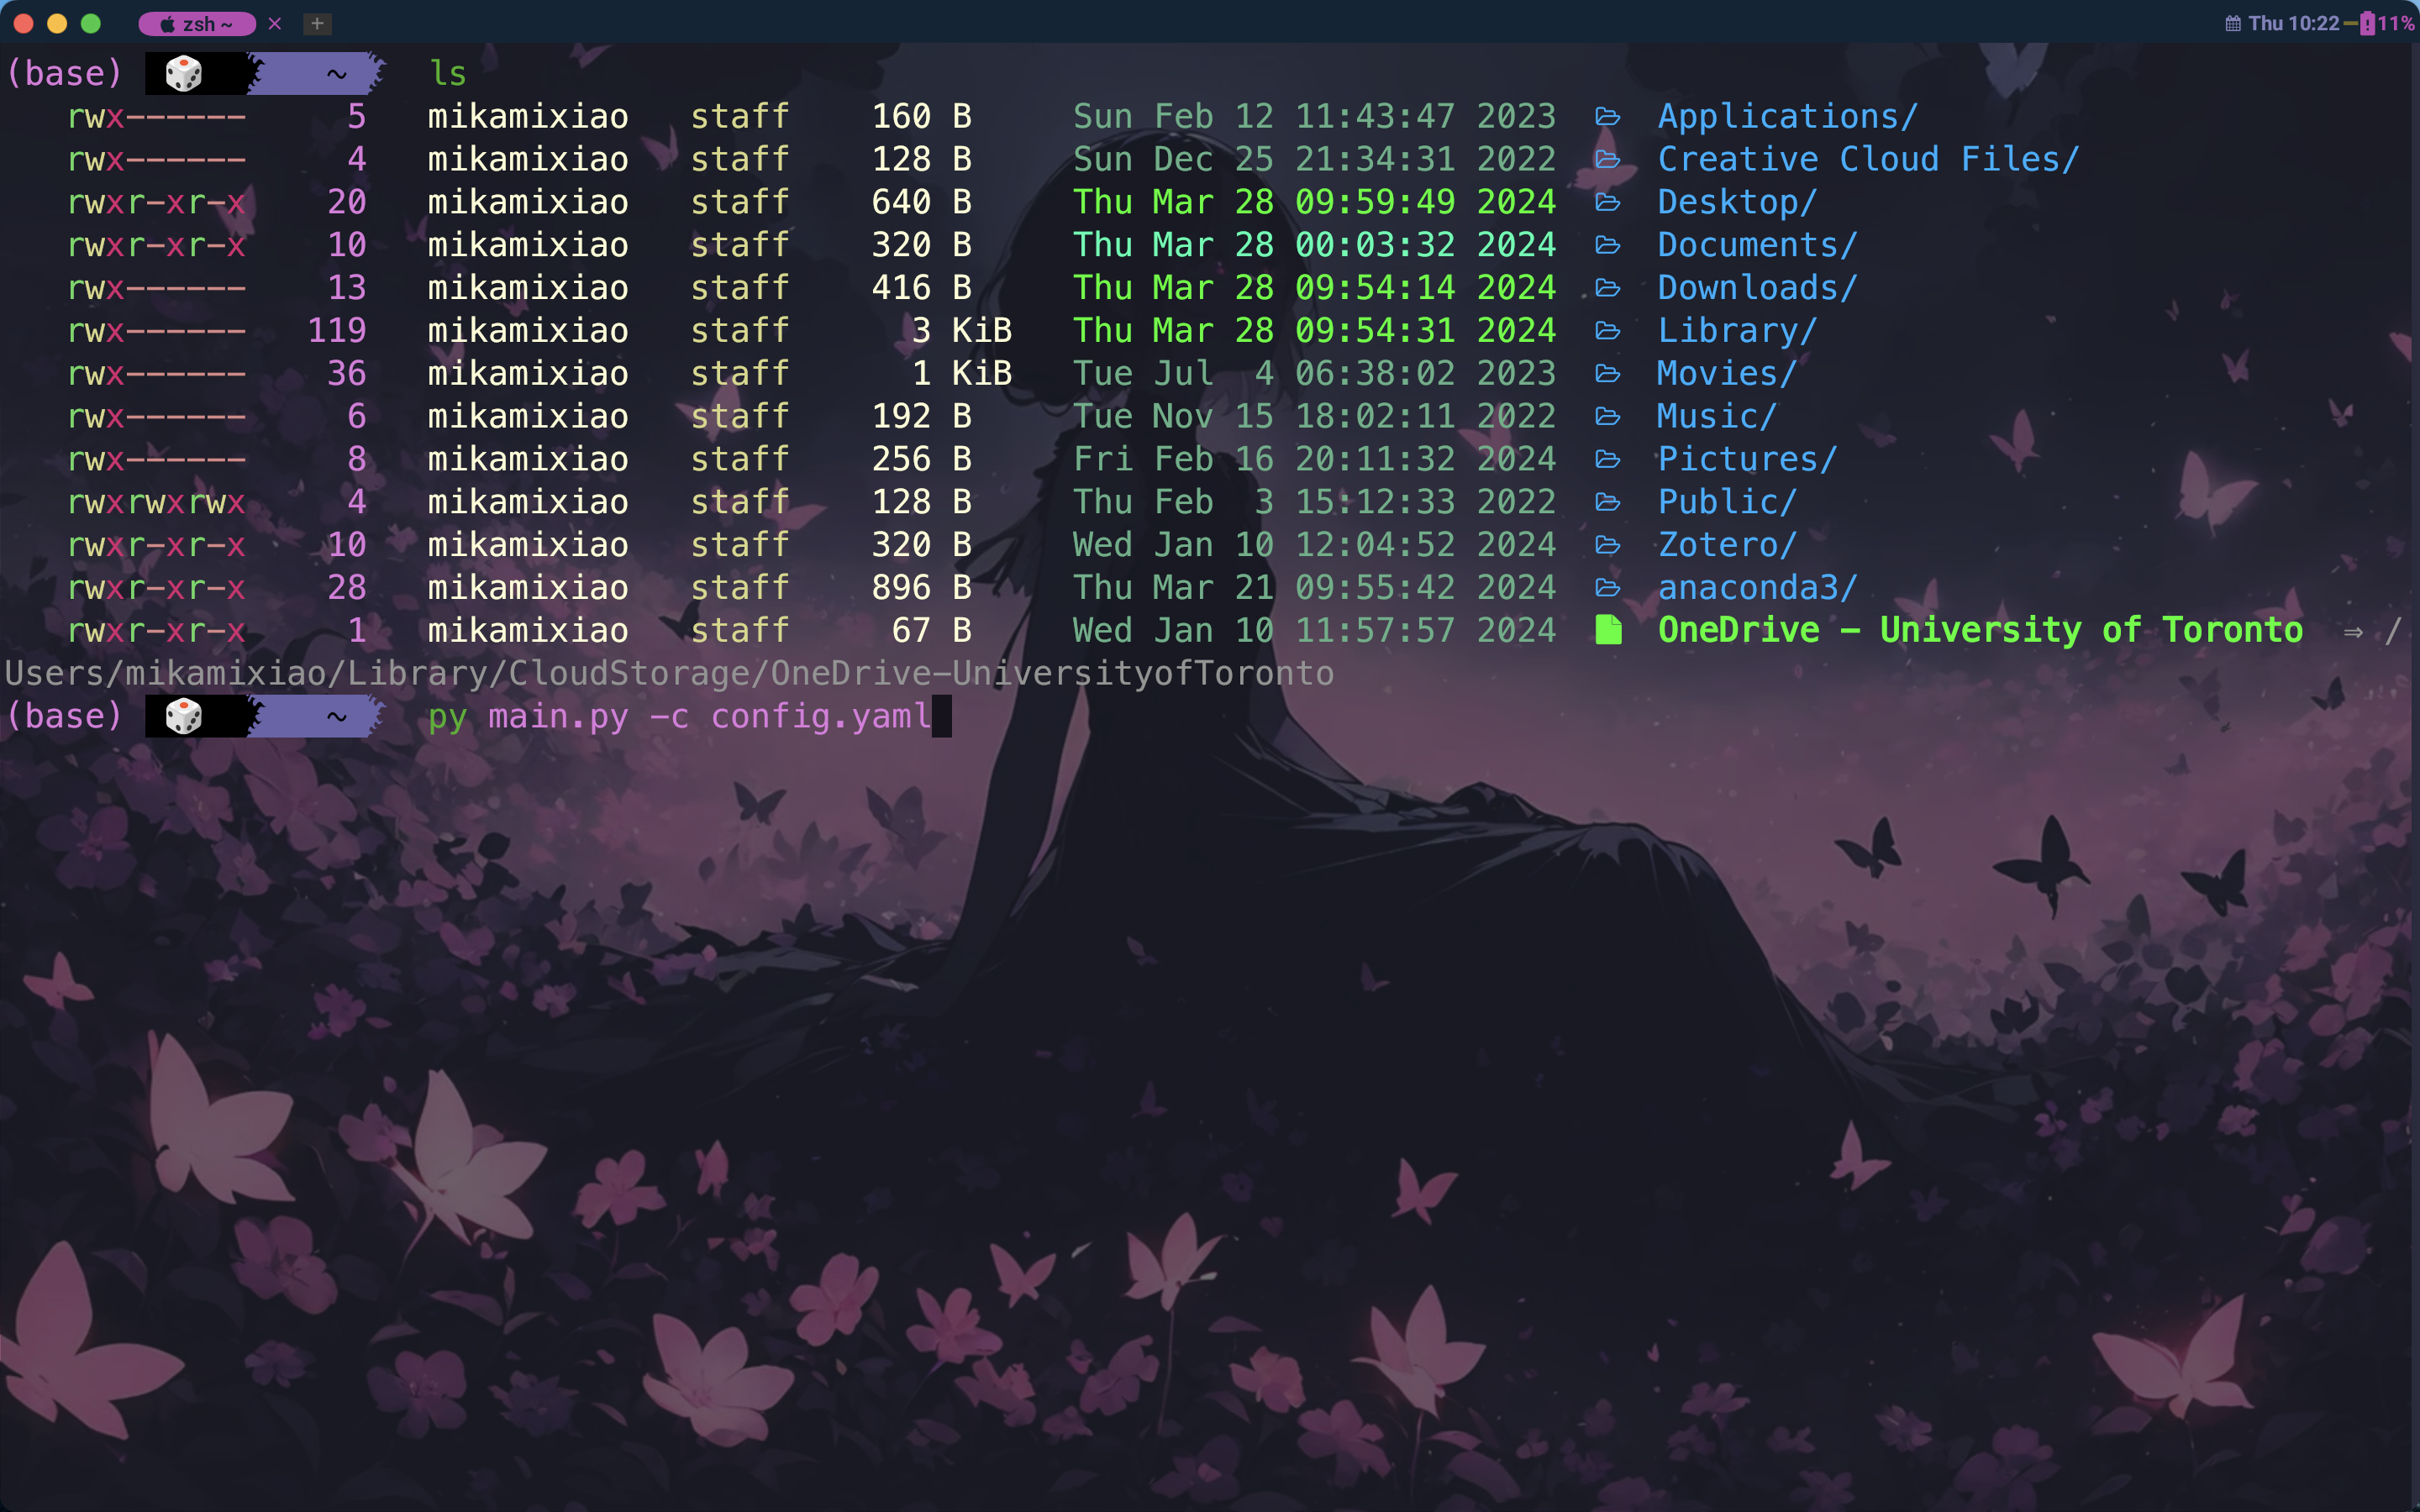 zsh ~ × + Thu 10:22 11%
(base) ~ ls
rwx------ 5 mikamixiao staff 160 B Sun Feb 12 11:43:47 2023 Applications/
rwx------ 4 mikamixiao staff 128 B Sun Dec 25 21:34:31 2022 Creative Cloud Files/
rwxr-xr-x 20 mikamixiao staff 640 B Thu Mar 28 09:59:49 2024 Desktop/
rwxr-xr-x 10 mikamixiao staff 320 B Thu Mar 28 00:03:32 2024 Documents/
rwx------ 13 mikamixiao staff 416 B Thu Mar 28 09:54:14 2024 Downloads/
rwx------ 119 mikamixiao staff 3 KiB Thu Mar 28 09:54:31 2024 Library/
rwx------ 36 mikamixiao staff 1 KiB Tue Jul 4 06:38:02 2023 Movies/
rwx------ 6 mikamixiao staff 192 B Tue Nov 15 18:02:11 2022 Music/
rwx------ 8 mikamixiao staff 256 B Fri Feb 16 20:11:32 2024 Pictures/
rwxrwxrwx 4 mikamixiao staff 128 B Thu Feb 3 15:12:33 2022 Public/
rwxr-xr-x 10 mikamixiao staff 320 B Wed Jan 10 12:04:52 2024 Zotero/
rwxr-xr-x 28 mikamixiao staff 896 B Thu Mar 21 09:55:42 2024 anaconda3/
rwxr-xr-x 1 mikamixiao staff 67 B Wed Jan 10 11:57:57 2024 OneDrive - University of Toronto ⇒ /
Users/mikamixiao/Library/CloudStorage/OneDrive-UniversityofToronto
(base) ~ py main.py -c config.yaml